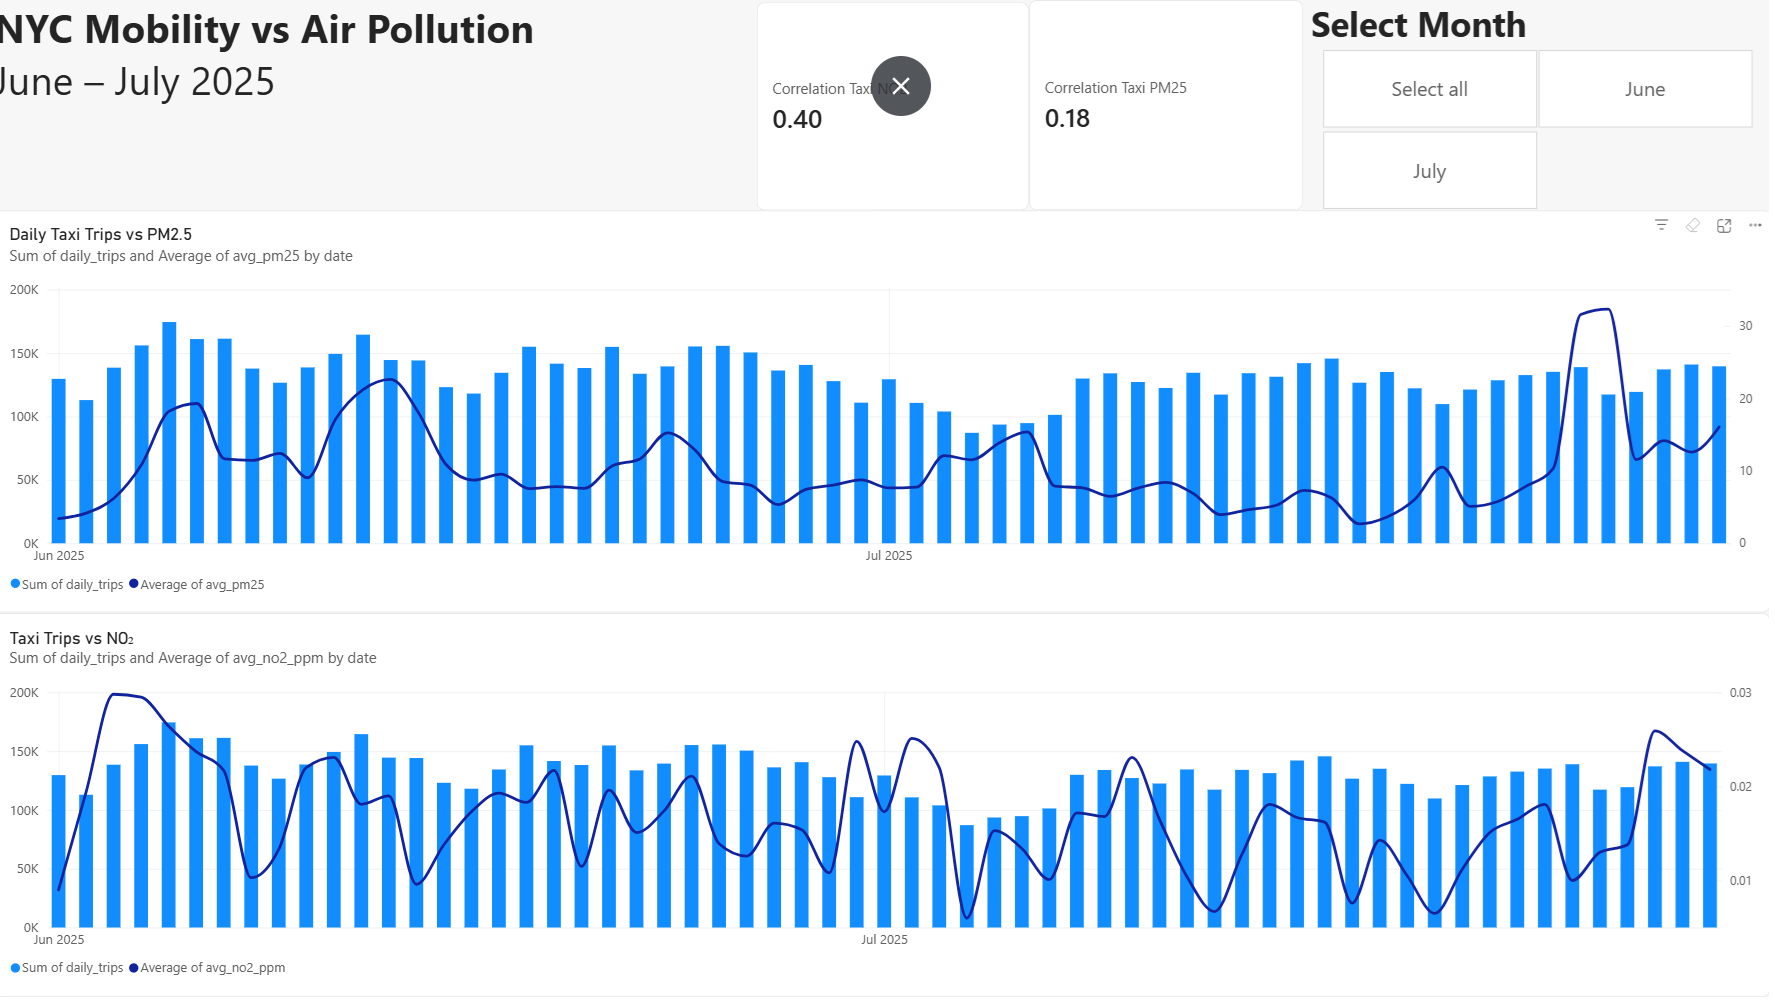 NYC Mobility vs Air Pollution
June – July 2025
Correlation Taxi
0.40
Correlation Taxi PM25
0.18
Select Month
Select all
June
July
Daily Taxi Trips vs PM2.5
Sum of daily_trips and Average of avg_pm25 by date
200K
150K
100K
50K
0K
30
20
10
0
Jun 2025
Jul 2025
Sum of daily_trips
Average of avg_pm25
Taxi Trips vs NO₂
Sum of daily_trips and Average of avg_no2_ppm by date
200K
150K
100K
50K
0K
0.03
0.02
0.01
Jun 2025
Jul 2025
Sum of daily_trips
Average of avg_no2_ppm